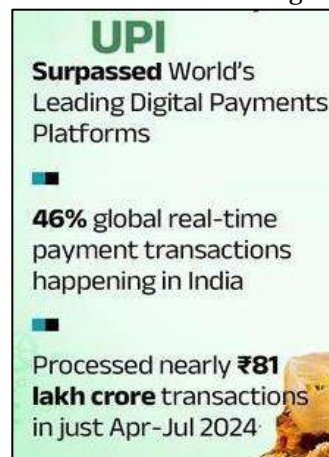 UPI
Surpassed World's
Leading Digital Payments
Platforms
46% global real-time
payment transactions
happening in India
Processed nearly ₹81
lakh crore transactions
in just Apr-Jul 2024